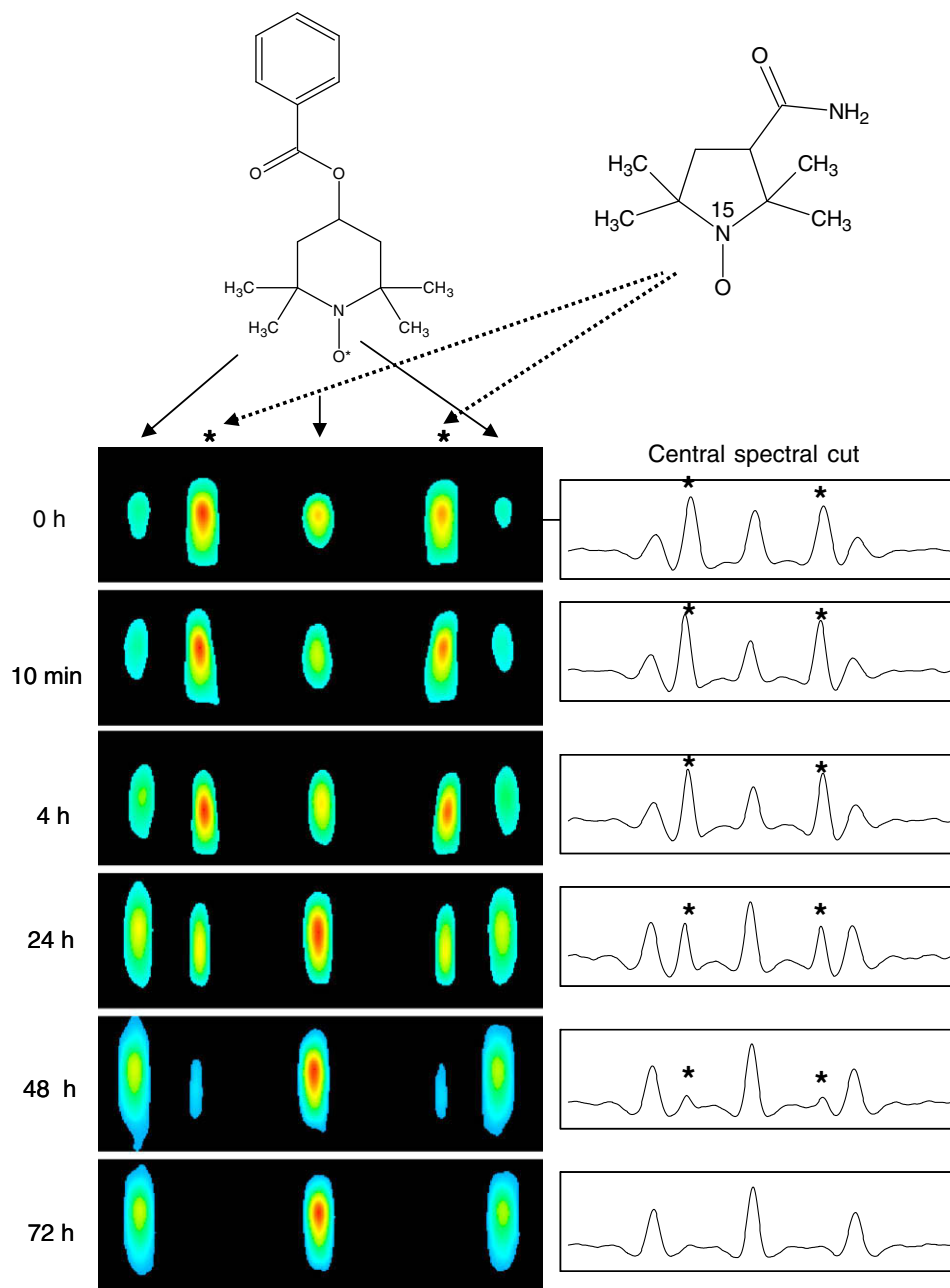 O
NH₂
O
O
H₃C
CH₃
15
H₃C
N
CH₃
O
H₃C
CH₃
N
H₃C
CH₃
O*
* *
Central spectral cut
0 h
* *
10 min
* *
4 h
* *
24 h
* *
48 h
* *
72 h